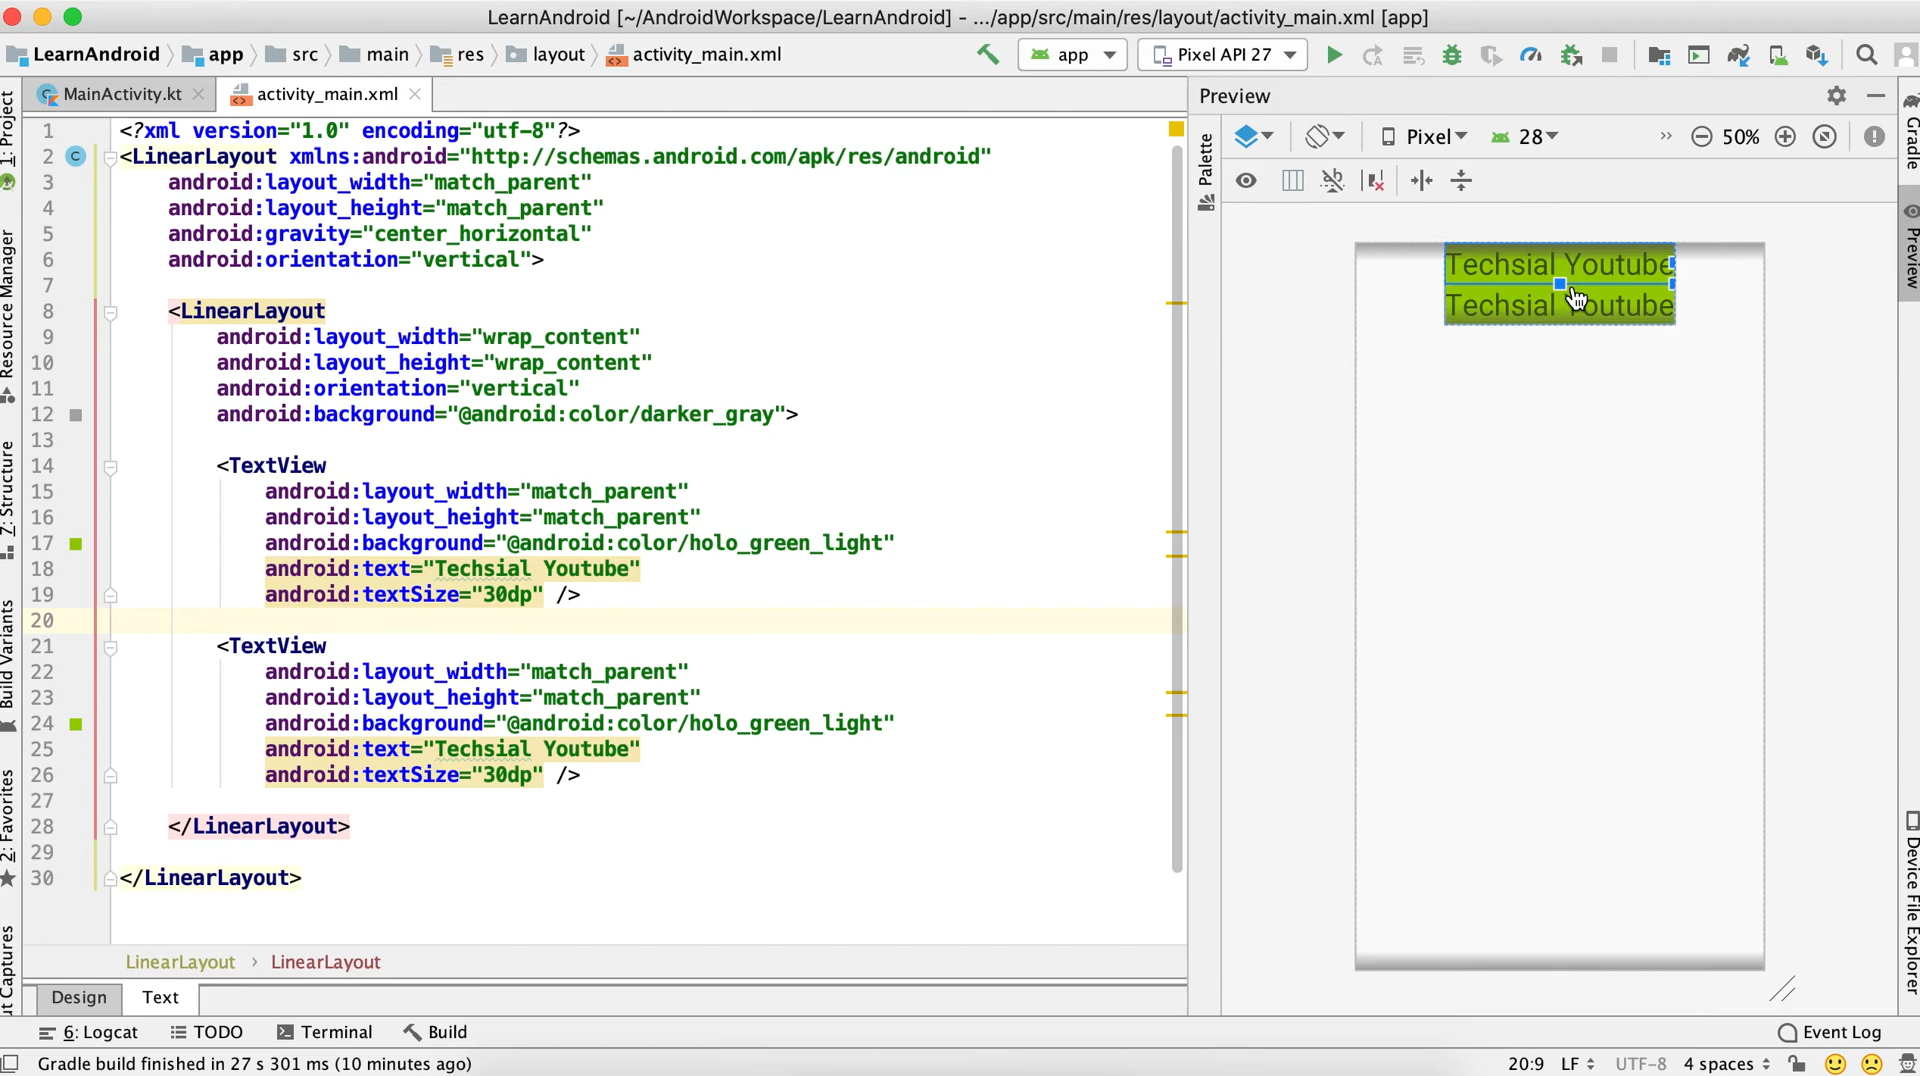 LearnAndroid [~/AndroidWorkspace/LearnAndroid] - .../app/src/main/res/layout/activity_main.xml [app]
LearnAndroid app src main res layout activity_main.xml app Pixel API 27
MainActivity.kt activity_main.xml
Preview
Pixel 28 50%
1 <?xml version="1.0" encoding="utf-8"?>
2 <LinearLayout xmlns:android="http://schemas.android.com/apk/res/android"
3 android:layout_width="match_parent"
4 android:layout_height="match_parent"
5 android:gravity="center_horizontal"
6 android:orientation="vertical">
7
8 <LinearLayout
9 android:layout_width="wrap_content"
10 android:layout_height="wrap_content"
11 android:orientation="vertical"
12 android:background="@android:color/darker_gray">
13
14 <TextView
15 android:layout_width="match_parent"
16 android:layout_height="match_parent"
17 android:background="@android:color/holo_green_light"
18 android:text="Techsial Youtube"
19 android:textSize="30dp" />
20
21 <TextView
22 android:layout_width="match_parent"
23 android:layout_height="match_parent"
24 android:background="@android:color/holo_green_light"
25 android:text="Techsial Youtube"
26 android:textSize="30dp" />
27
28 </LinearLayout>
29
30 </LinearLayout>
LinearLayout › LinearLayout
Design Text
1: Project
Resource Manager
7: Structure
Build Variants
2: Favorites
ut Captures
Palette
Techsial Youtube
Techsial Youtube
Gradle
Preview
Device File Explorer
6: Logcat TODO Terminal Build Event Log
Gradle build finished in 27 s 301 ms (10 minutes ago) 20:9 LF UTF-8 4 spaces